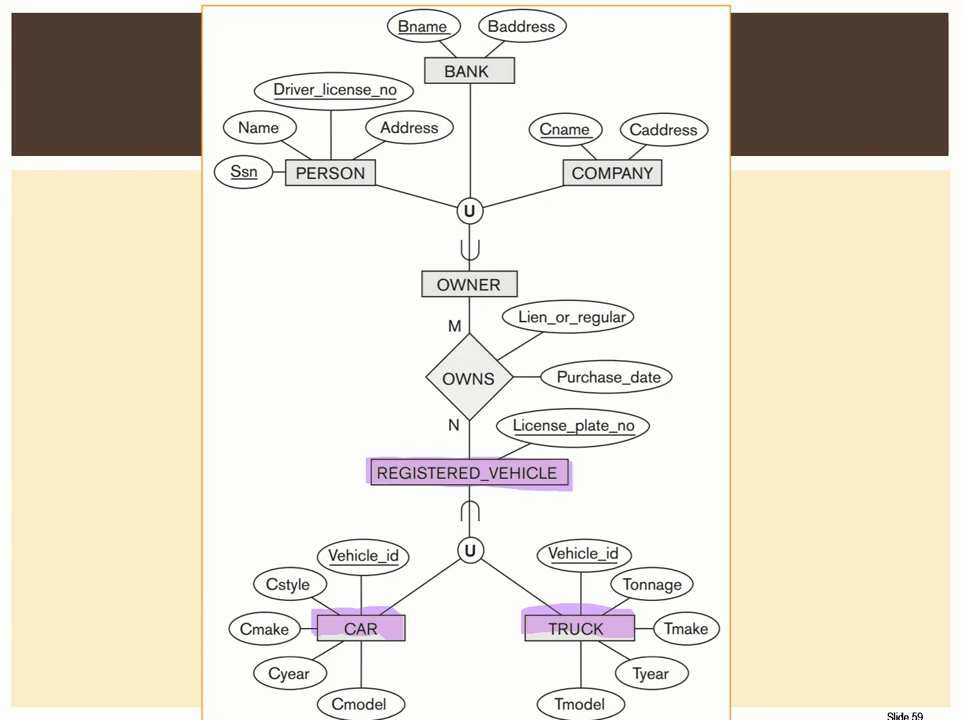 Bname Baddress
BANK
Driver_license_no
Name Address Cname Caddress
Ssn PERSON COMPANY
U
OWNER
M Lien_or_regular
OWNS Purchase_date
N License_plate_no
REGISTERED_VEHICLE
U
Vehicle_id Vehicle_id
Cstyle Tonnage
Cmake CAR TRUCK Tmake
Cyear Tyear
Cmodel Tmodel
Slide 59